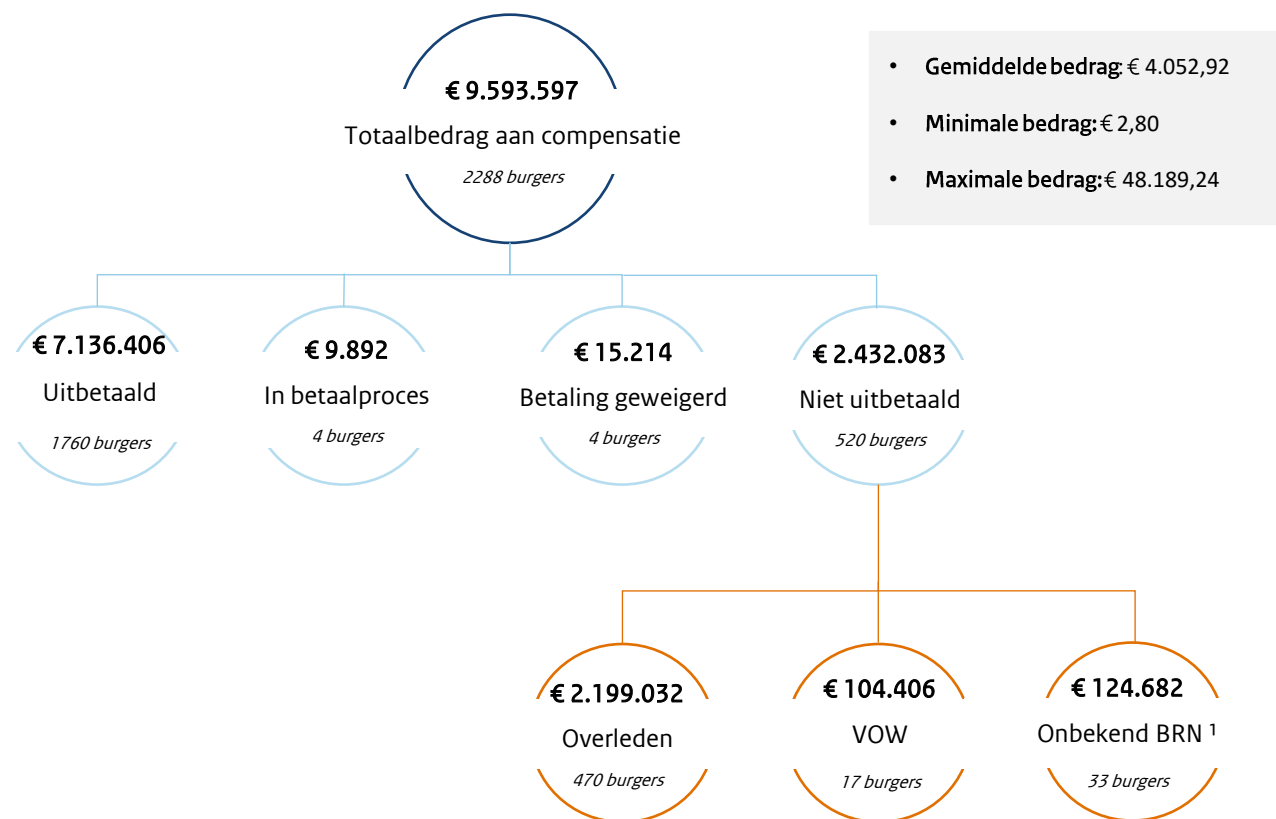 € 9.593.597
Totaalbedrag aan compensatie
2288 burgers
• Gemiddelde bedrag: € 4.052,92
• Minimale bedrag: € 2,80
• Maximale bedrag: € 48.189,24
€ 7.136.406
Uitbetaald
1760 burgers
€ 9.892
In betaalproces
4 burgers
€ 15.214
Betaling geweigerd
4 burgers
€ 2.432.083
Niet uitbetaald
520 burgers
€ 2.199.032
Overleden
470 burgers
€ 104.406
VOW
17 burgers
€ 124.682
Onbekend BRN ¹
33 burgers